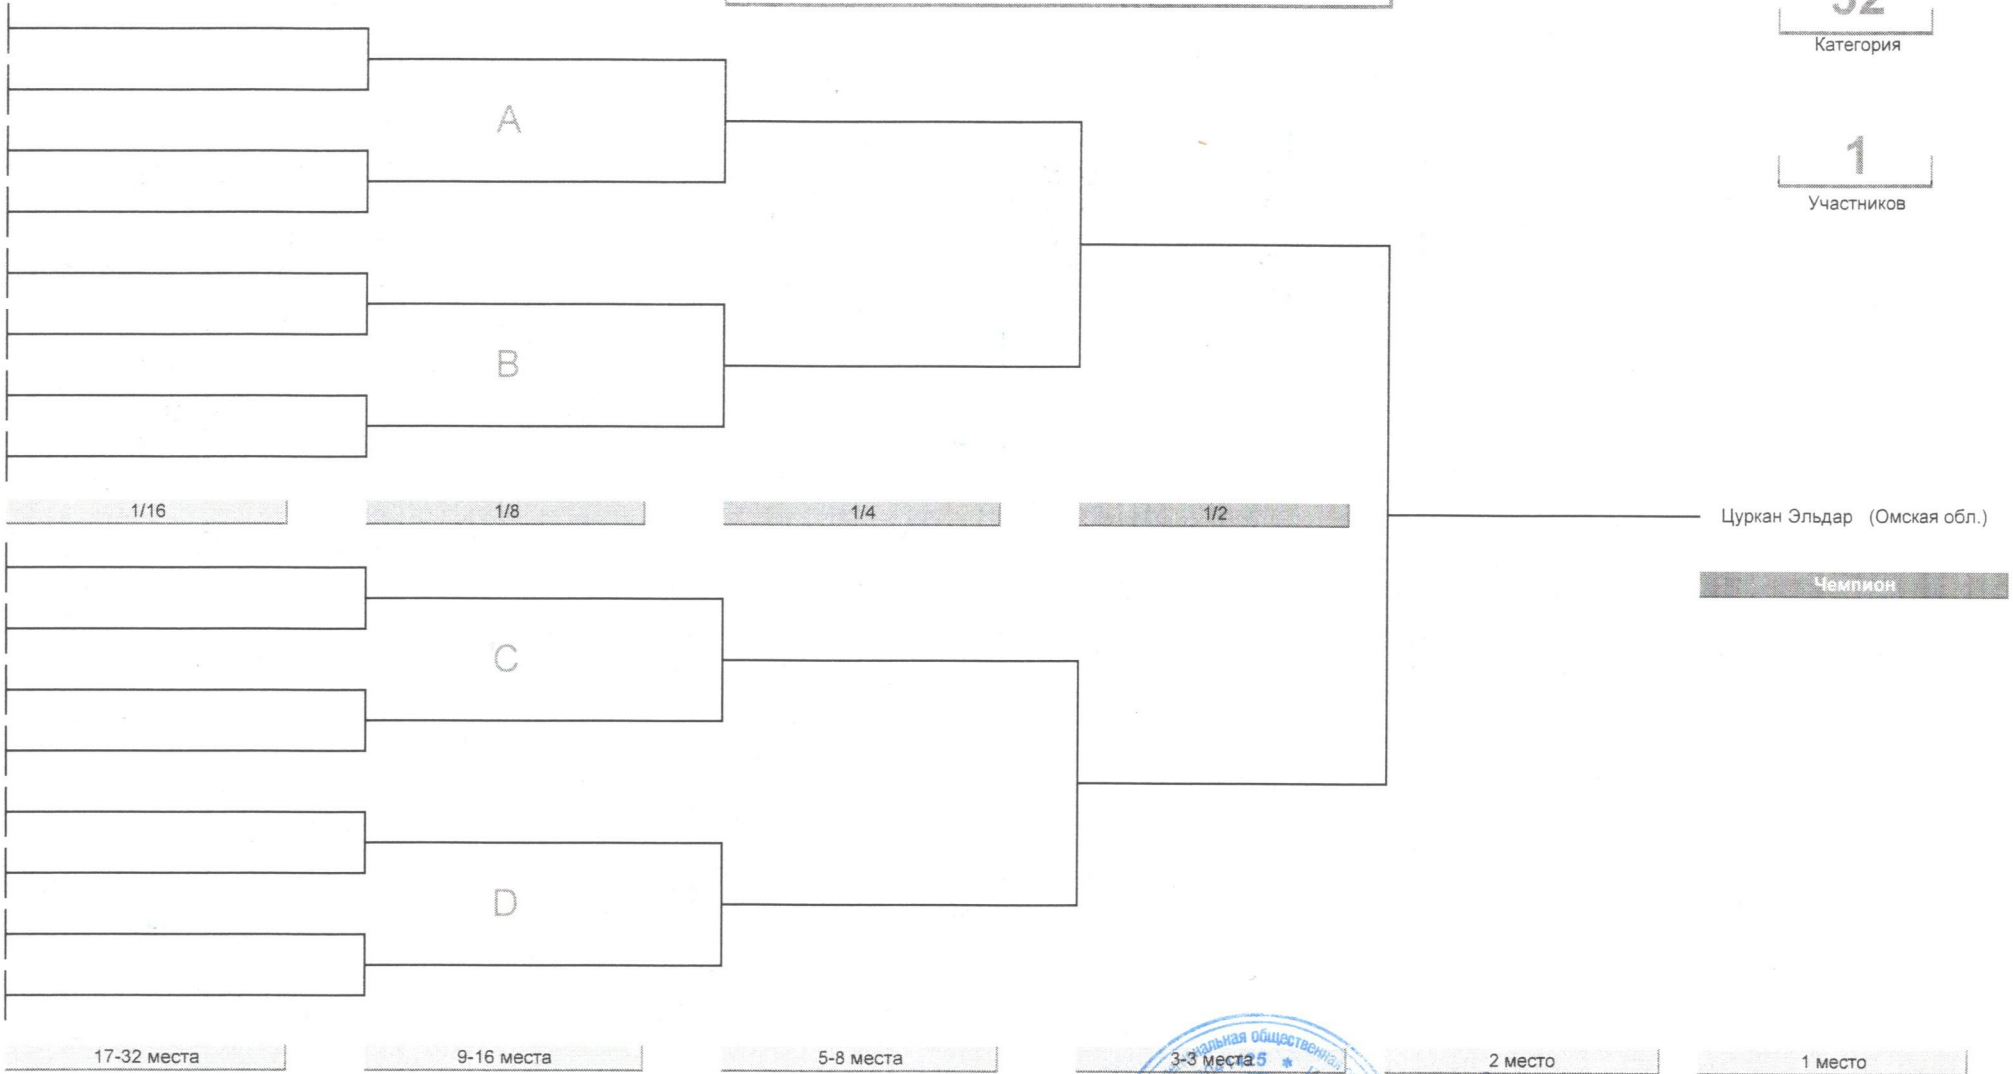 Категория
A
1
Участников
B
1/16
1/8
1/4
1/2
Цуркан Эльдар (Омская обл.)
Чемпион
C
D
общественная
17-32 места
9-16 места
5-8 места
3-3 места
2 место
1 место